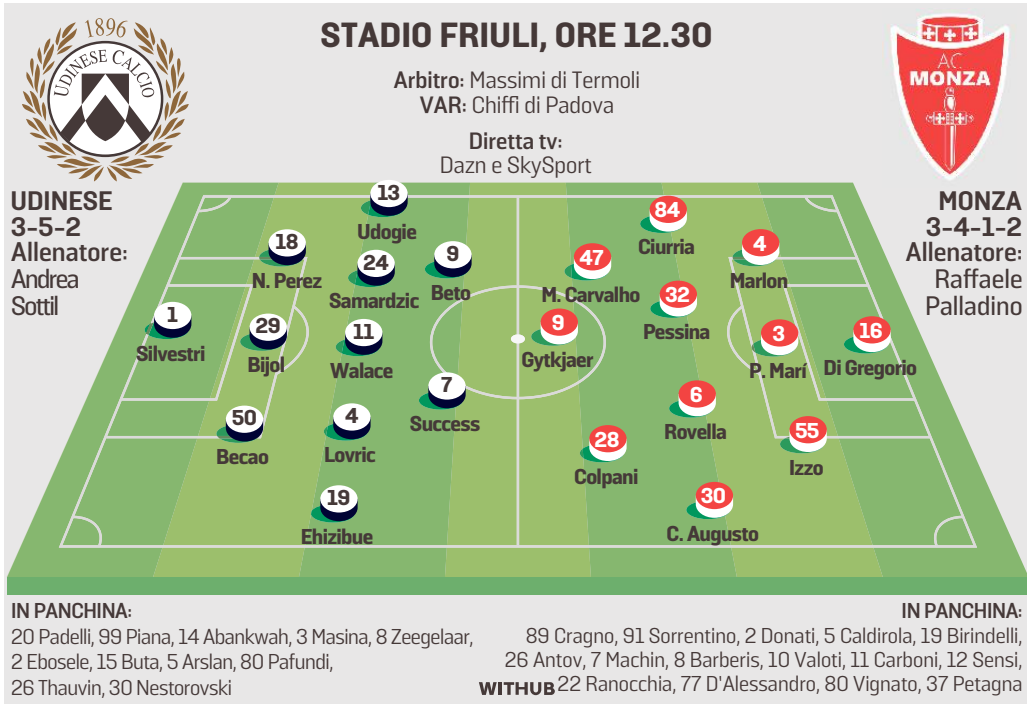 1896
UDINESE CALCIO
STADIO FRIULI, ORE 12.30
Arbitro: Massimi di Termoli
VAR: Chiffi di Padova
Diretta tv:
Dazn e SkySport
A.C.
MONZA
UDINESE
3-5-2
Allenatore:
Andrea
Sottil
MONZA
3-4-1-2
Allenatore:
Raffaele
Palladino
1
Silvestri
18
N. Perez
29
Bijol
50
Becao
13
Udogie
24
Samardzic
11
Walace
4
Lovric
19
Ehizibue
9
Beto
7
Success
9
Gytkjaer
47
M. Carvalho
28
Colpani
84
Ciurria
32
Pessina
6
Rovella
30
C. Augusto
4
Marlon
3
P. Marí
55
Izzo
16
Di Gregorio
IN PANCHINA:
20 Padelli, 99 Piana, 14 Abankwah, 3 Masina, 8 Zeegelaar,
2 Ebosele, 15 Buta, 5 Arslan, 80 Pafundi,
26 Thauvin, 30 Nestorovski
IN PANCHINA:
89 Cragno, 91 Sorrentino, 2 Donati, 5 Caldirola, 19 Birindelli,
26 Antov, 7 Machin, 8 Barberis, 10 Valoti, 11 Carboni, 12 Sensi,
22 Ranocchia, 77 D'Alessandro, 80 Vignato, 37 Petagna
WITHUB